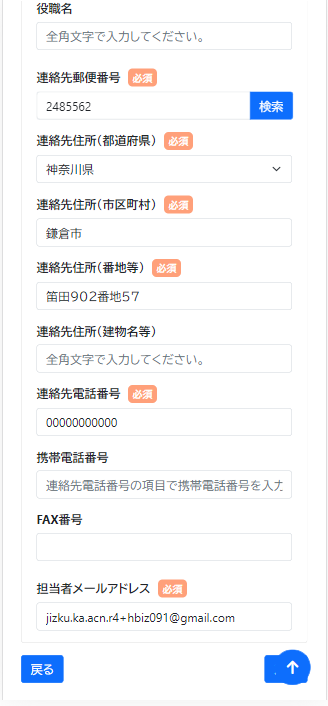 役職名
全角文字で入力してください。
連絡先郵便番号 必須
2485562 検索
連絡先住所(都道府県) 必須
神奈川県
連絡先住所(市区町村) 必須
鎌倉市
連絡先住所(番地等) 必須
笛田902番地57
連絡先住所(建物名等)
全角文字で入力してください。
連絡先電話番号 必須
00000000000
携帯電話番号
連絡先電話番号の項目で携帯電話番号を入力
FAX番号
担当者メールアドレス 必須
jizku.ka.acn.r4+hbiz091@gmail.com
戻る